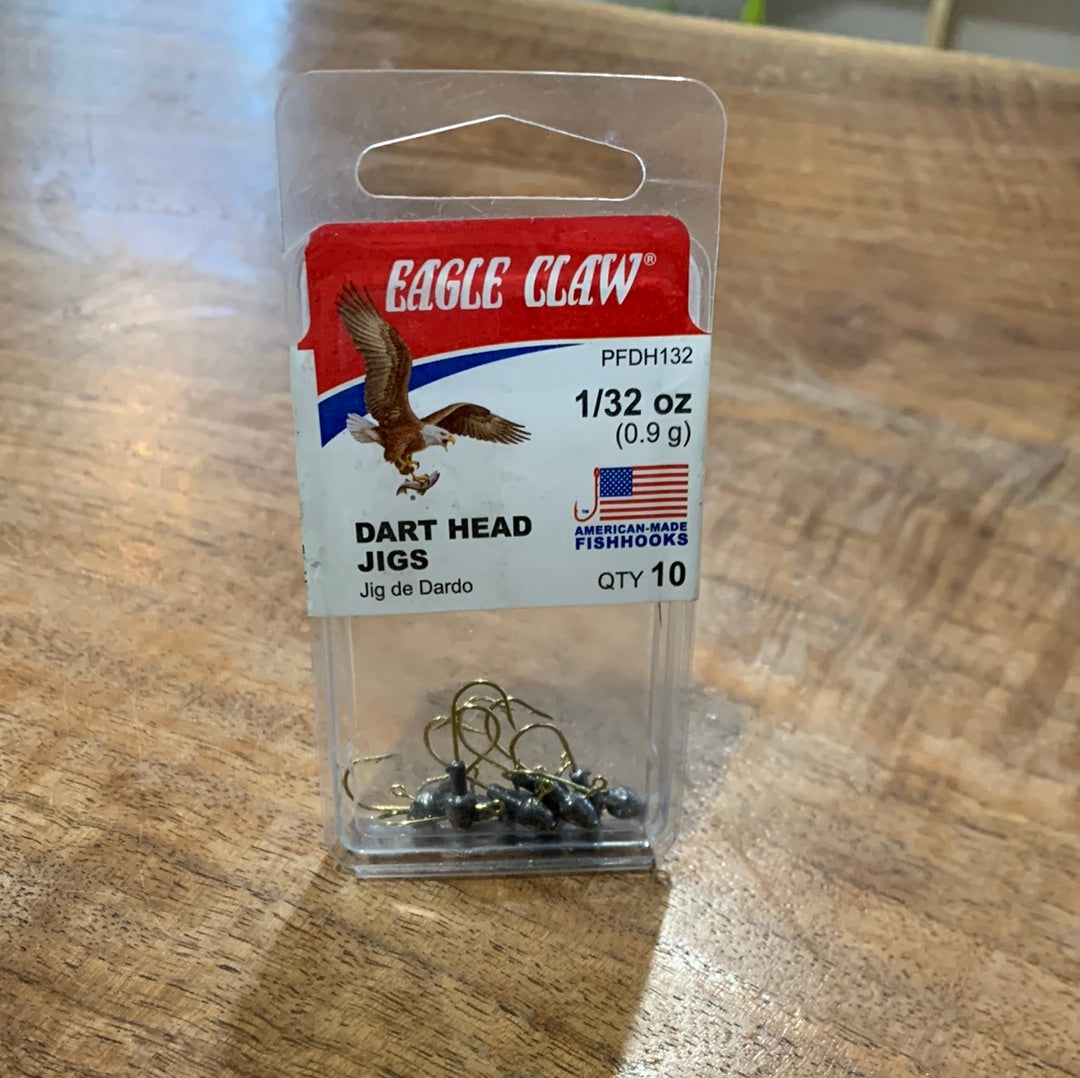 EAGLE CLAW®
PFDH132
1/32 oz
(0.9 g)
TM
AMERICAN-MADE
FISHHOOKS
DART HEAD
JIGS
Jig de Dardo
QTY 10